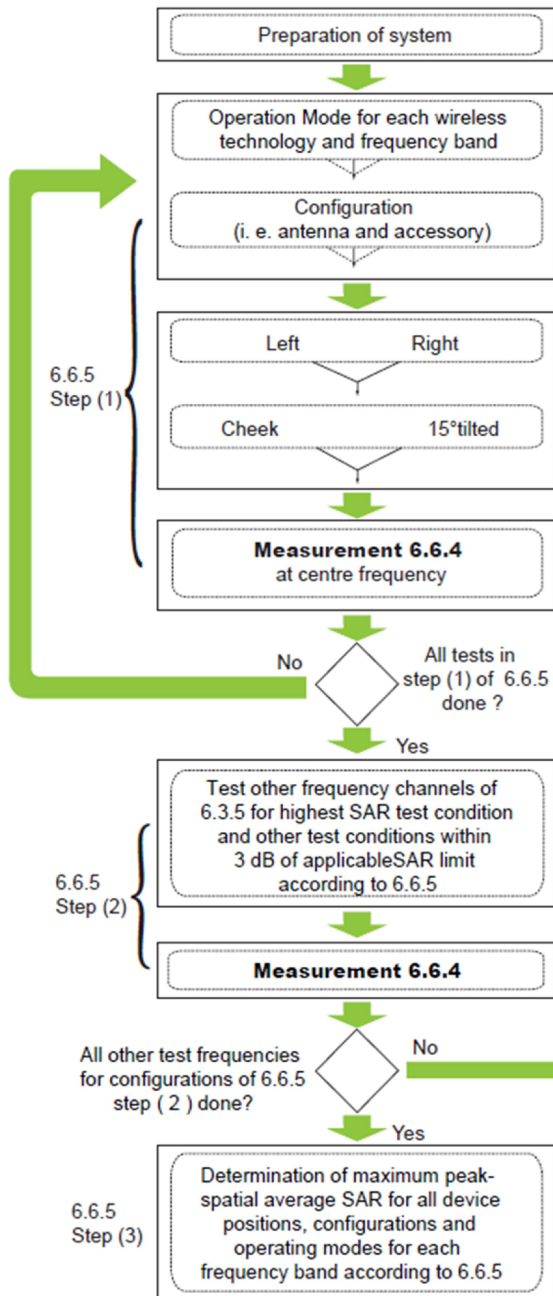 Preparation of system
Operation Mode for each wireless
technology and frequency band
Configuration
(i. e. antenna and accessory)
6.6.5
Step (1)
Left Right
Cheek 15°tilted
Measurement 6.6.4
at centre frequency
No
All tests in
step (1) of 6.6.5
done ?
Yes
Test other frequency channels of
6.3.5 for highest SAR test condition
and other test conditions within
3 dB of applicableSAR limit
according to 6.6.5
6.6.5
Step (2)
Measurement 6.6.4
All other test frequencies
for configurations of 6.6.5
step ( 2 ) done?
No
Yes
6.6.5
Step (3)
Determination of maximum peak-
spatial average SAR for all device
positions, configurations and
operating modes for each
frequency band according to 6.6.5